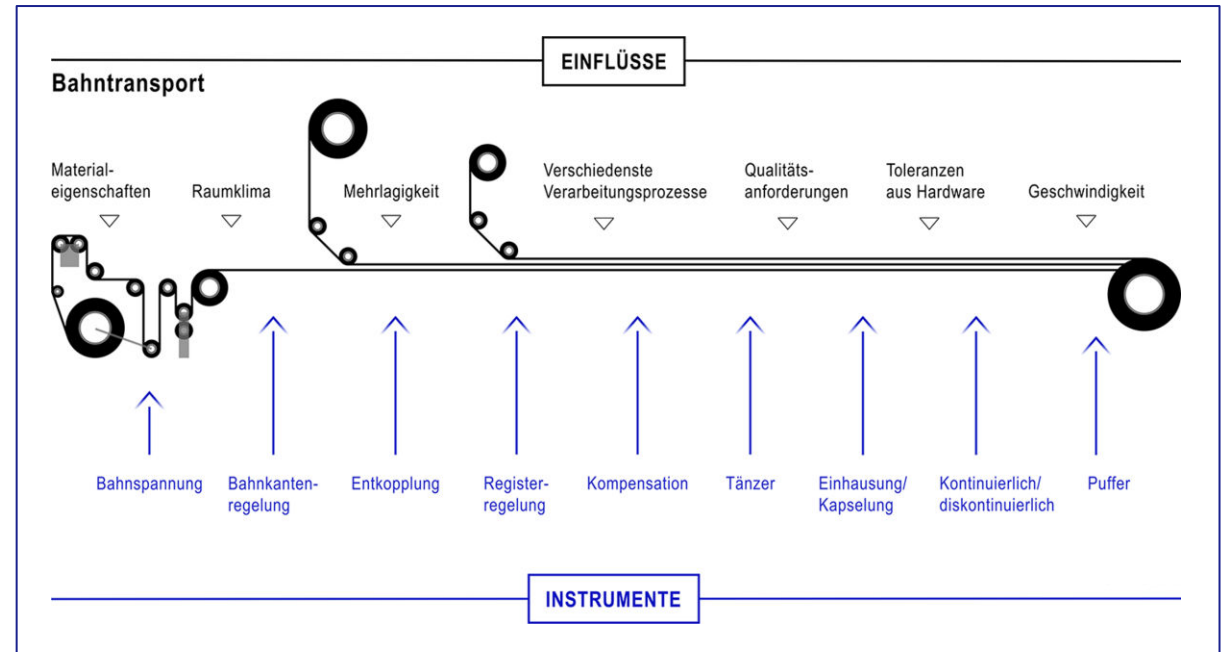 EINFLÜSSE
Bahntransport
Material-
eigenschaften
Raumklima
Mehrlagigkeit
Verschiedenste
Verarbeitungsprozesse
Qualitäts-
anforderungen
Toleranzen
aus Hardware
Geschwindigkeit
Bahnspannung
Bahnkanten-
regelung
Entkopplung
Register-
regelung
Kompensation
Tänzer
Einhausung/
Kapselung
Kontinuierlich/
diskontinuierlich
Puffer
INSTRUMENTE